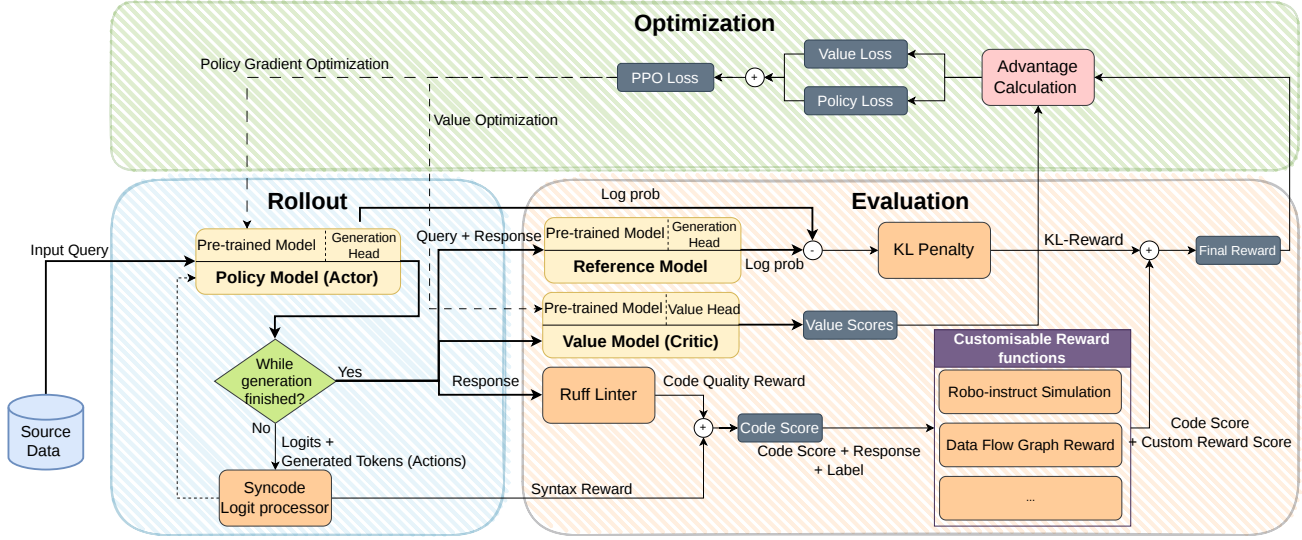 Optimization
Policy Gradient Optimization
Value Optimization
PPO Loss
+
Value Loss
Policy Loss
Advantage
Calculation
Rollout
Input Query
Pre-trained Model
Generation
Head
Policy Model (Actor)
While
generation
finished?
Yes
No
Logits +
Generated Tokens (Actions)
Syncode
Logit processor
Source
Data
Evaluation
Log prob
Query + Response
Pre-trained Model
Generation
Head
Reference Model
Log prob
-
KL Penalty
KL-Reward
+
Final Reward
Pre-trained Model
Value Head
Value Model (Critic)
Value Scores
Response
Ruff Linter
Code Quality Reward
+
Syntax Reward
Code Score
Code Score + Response
+ Label
Customisable Reward
functions
Robo-instruct Simulation
Data Flow Graph Reward
...
Code Score
+ Custom Reward Score